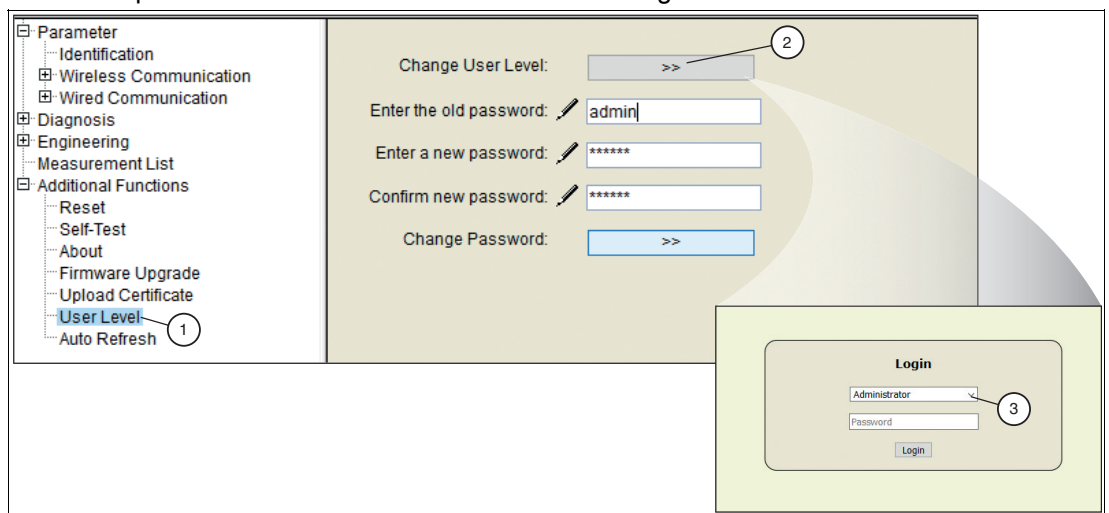 Parameter
Identification
Wireless Communication
Wired Communication
Diagnosis
Engineering
Measurement List
Additional Functions
Reset
Self-Test
About
Firmware Upgrade
Upload Certificate
User Level
Auto Refresh
1
Change User Level: >>
2
Enter the old password: admin
Enter a new password: ******
Confirm new password: ******
Change Password: >>
Login
Administrator
3
Password
Login